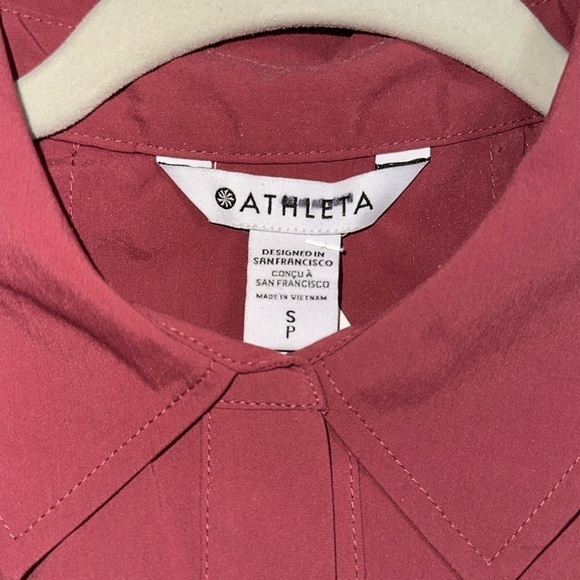 ATHLETA
DESIGNED IN
SAN FRANCISCO
CONÇU À
SAN FRANCISCO
MADE IN VIETNAM
S
P